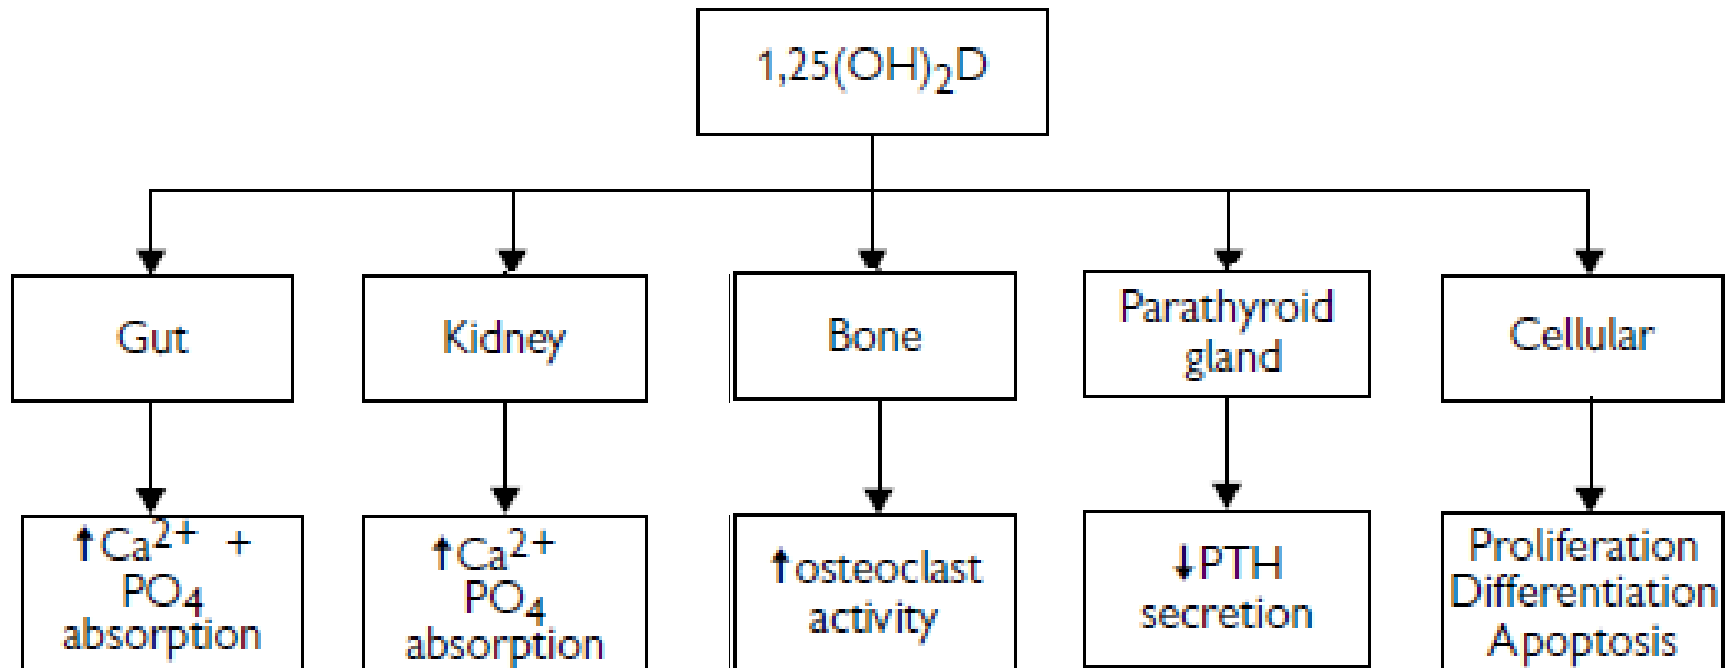 1,25(OH)₂D
Gut
Kidney
Bone
Parathyroid
gland
Cellular
↑Ca²⁺ +
PO₄
absorption
↑Ca²⁺
PO₄
absorption
↑osteoclast
activity
↓PTH
secretion
Proliferation
Differentiation
Apoptosis